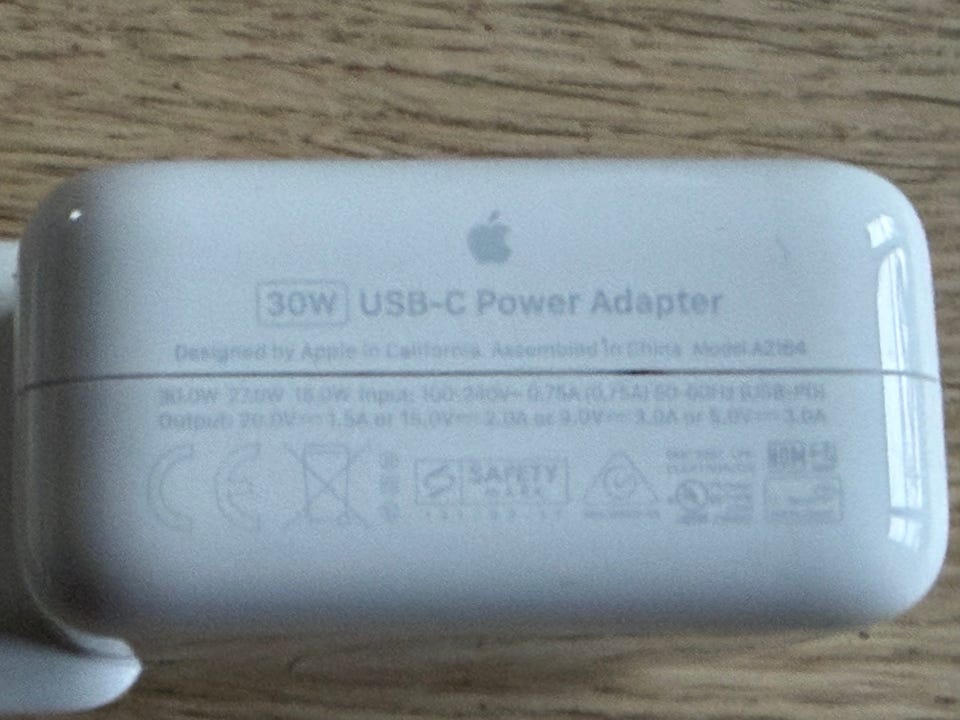 30W USB-C Power Adapter
Designed by Apple in California Assembled in China Model A2164
30.0W 27.0W 18.0W Input: 100-240V~ 0.75A (0.75A) 50-60Hz (USB-PD)
Output: 20.0V⎓1.5A or 15.0V⎓2.0A or 9.0V⎓3.0A or 5.0V⎓3.0A
SAFETY
MARK